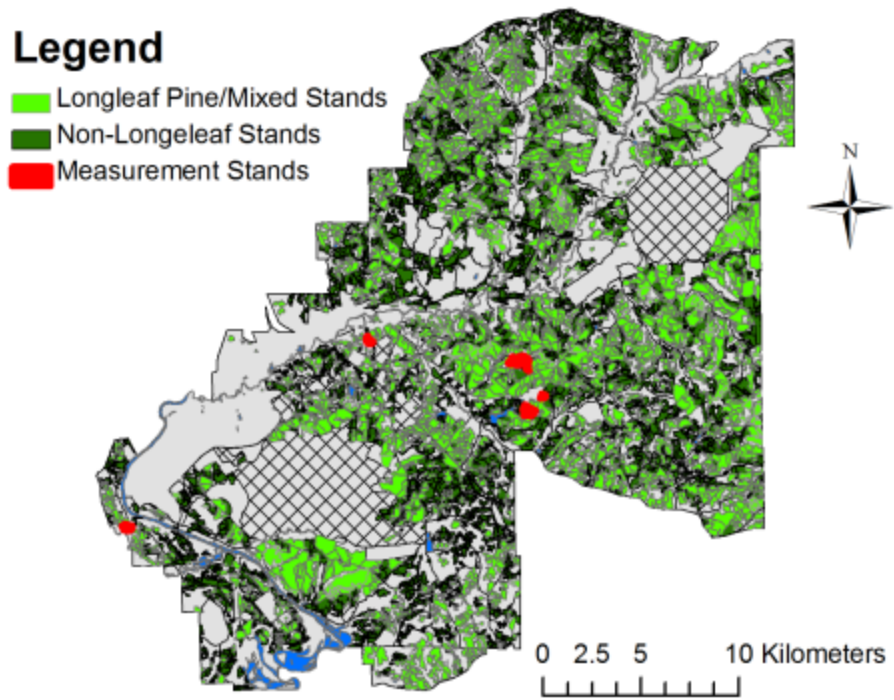 Legend
Longleaf Pine/Mixed Stands
Non-Longeleaf Stands
Measurement Stands
N
0 2.5 5 10 Kilometers